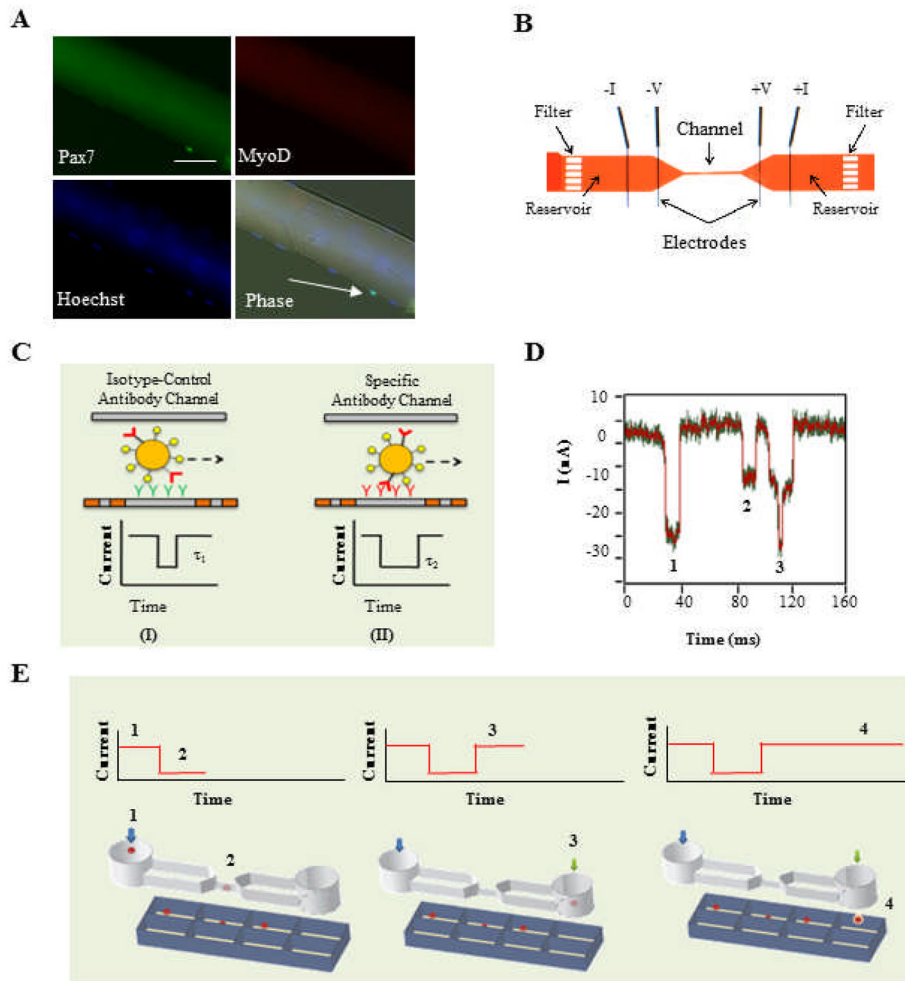 A
Pax7
MyoD
Hoechst
Phase
B
-I
-V
+V
+I
Filter
Channel
Filter
Reservoir
Reservoir
Electrodes
C
Isotype-Control
Antibody Channel
Specific
Antibody Channel
Current
τ1
Time
(I)
Current
τ2
Time
(II)
D
I (nA)
10
0
-10
-20
-30
1
2
3
0
40
80
120
160
Time (ms)
E
Current
1
2
Time
Current
3
Time
Current
4
Time
1
2
3
4